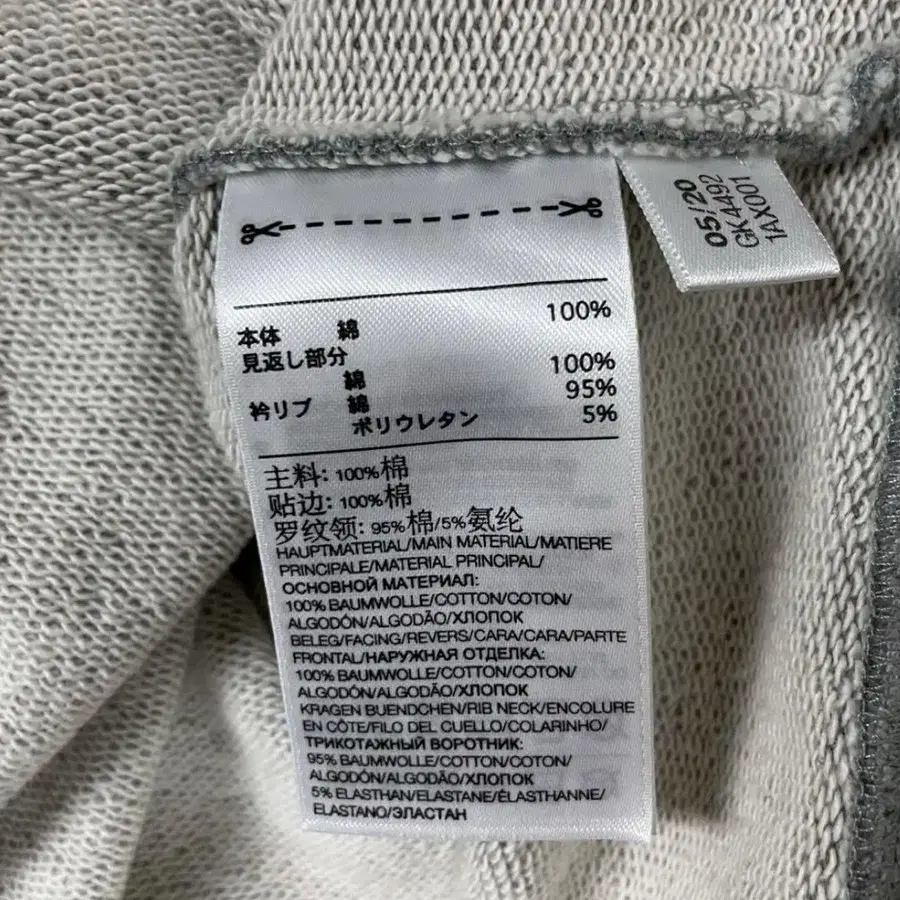 05/20
GK4492
1AX001
本体 綿 100%
見返し部分
綿 100%
衿リブ 綿 95%
ポリウレタン 5%
主料: 100%棉
贴边: 100%棉
罗纹领: 95%棉/5%氨纶
HAUPTMATERIAL/MAIN MATERIAL/MATIERE
PRINCIPALE/MATERIAL PRINCIPAL/
ОСНОВНОЙ МАТЕРИАЛ:
100% BAUMWOLLE/COTTON/COTON/
ALGODÓN/ALGODÃO/ХЛОПОК
BELEG/FACING/REVERS/CARA/CARA/PARTE
FRONTAL/НАРУЖНАЯ ОТДЕЛКА:
100% BAUMWOLLE/COTTON/COTON/
ALGODÓN/ALGODÃO/ХЛОПОК
KRAGEN BUENDCHEN/RIB NECK/ENCOLURE
EN CÔTE/FILO DEL CUELLO/COLARINHO/
ТРИКОТАЖНЫЙ ВОРОТНИК:
95% BAUMWOLLE/COTTON/COTON/
ALGODÓN/ALGODÃO/ХЛОПОК
5% ELASTHAN/ELASTANE/ÉLASTHANNE/
ELASTANO/ЭЛАСТАН